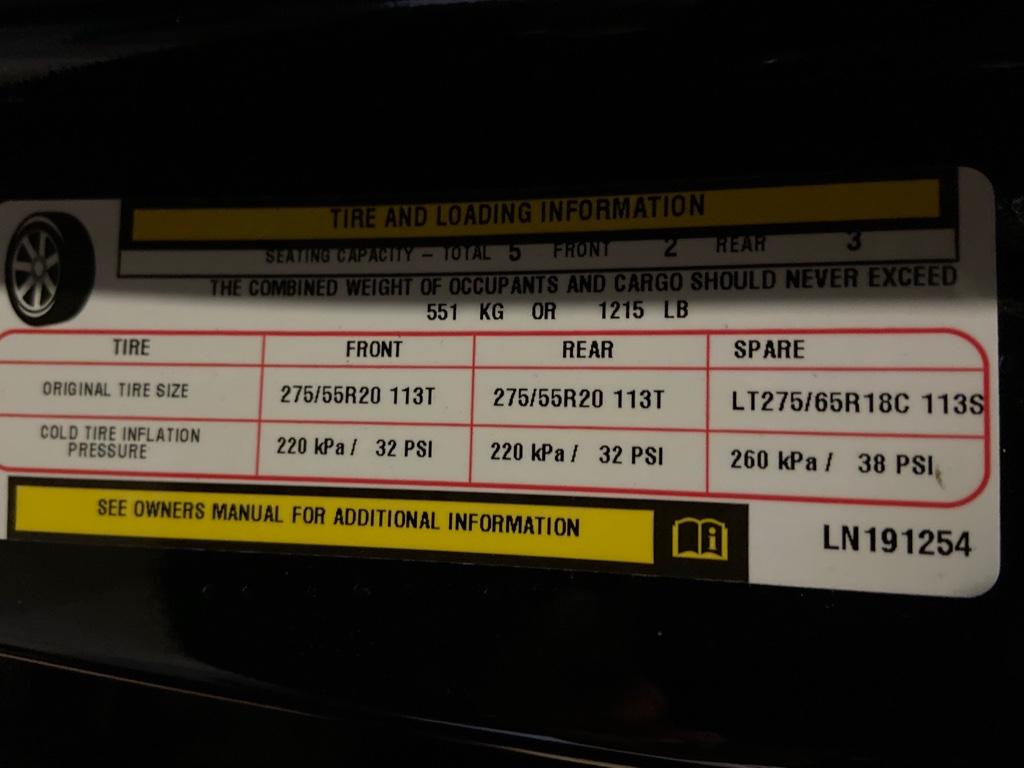 TIRE AND LOADING INFORMATION
SEATING CAPACITY – TOTAL 5 FRONT 2 REAR 3
THE COMBINED WEIGHT OF OCCUPANTS AND CARGO SHOULD NEVER EXCEED
551 KG OR 1215 LB
TIRE FRONT REAR SPARE
ORIGINAL TIRE SIZE 275/55R20 113T 275/55R20 113T LT275/65R18C 113S
COLD TIRE INFLATION
PRESSURE 220 kPa / 32 PSI 220 kPa / 32 PSI 260 kPa / 38 PSI
SEE OWNERS MANUAL FOR ADDITIONAL INFORMATION
LN191254